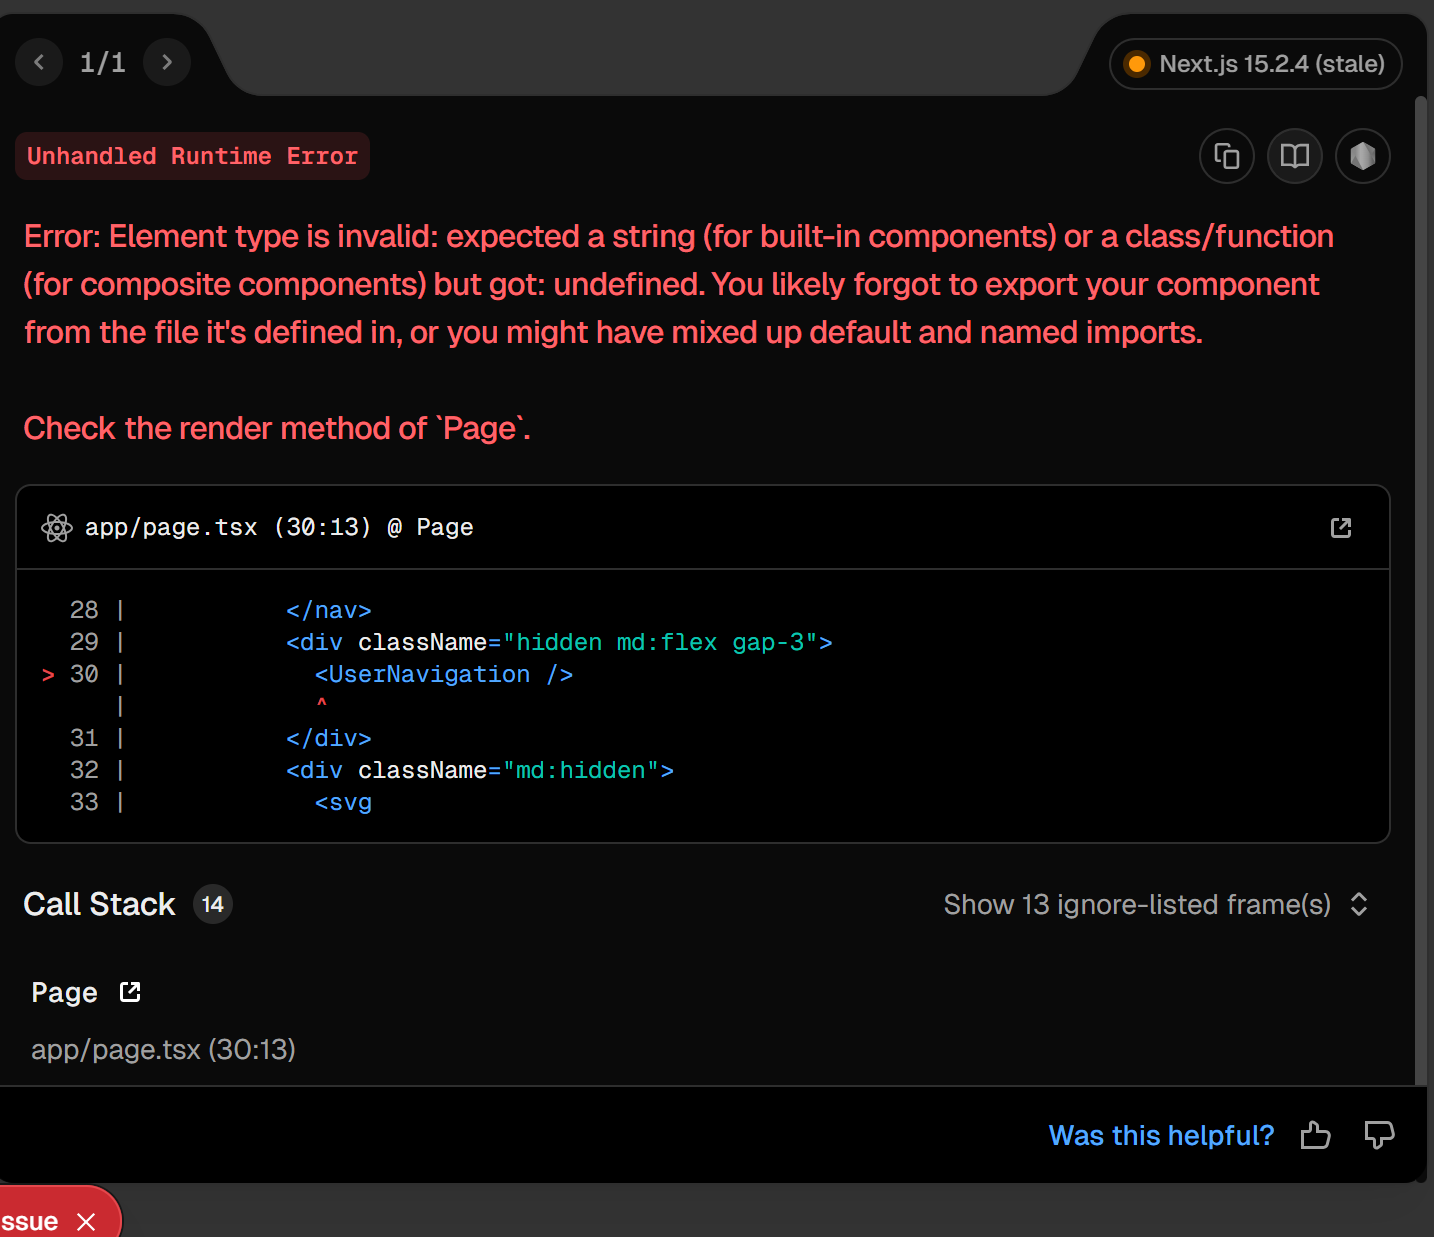 1/1
Next.js 15.2.4 (stale)
Unhandled Runtime Error
Error: Element type is invalid: expected a string (for built-in components) or a class/function
(for composite components) but got: undefined. You likely forgot to export your component
from the file it's defined in, or you might have mixed up default and named imports.
Check the render method of `Page`.
app/page.tsx (30:13) @ Page
28 |           </nav>
29 |           <div className="hidden md:flex gap-3">
> 30 |             <UserNavigation />
|             ^
31 |           </div>
32 |           <div className="md:hidden">
33 |             <svg
Call Stack 14
Show 13 ignore-listed frame(s)
Page
app/page.tsx (30:13)
Was this helpful?
ssue